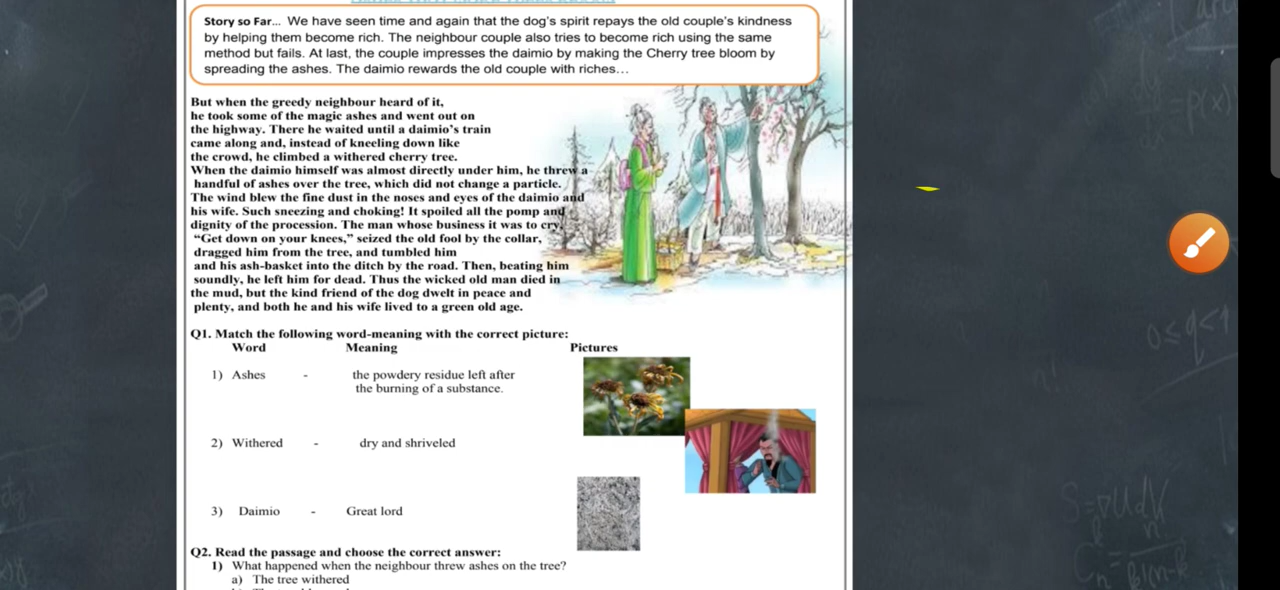 Story so Far... We have seen time and again that the dog's spirit repays the old couple's kindness
by helping them become rich. The neighbour couple also tries to become rich using the same
method but fails. At last, the couple impresses the daimio by making the Cherry tree bloom by
spreading the ashes. The daimio rewards the old couple with riches…
But when the greedy neighbour heard of it,
he took some of the magic ashes and went out on
the highway. There he waited until a daimio's train
came along and, instead of kneeling down like
the crowd, he climbed a withered cherry tree.
When the daimio himself was almost directly under him, he threw a
handful of ashes over the tree, which did not change a particle.
The wind blew the fine dust in the noses and eyes of the daimio and
his wife. Such sneezing and choking! It spoiled all the pomp and
dignity of the procession. The man whose business it was to cry,
"Get down on your knees," seized the old fool by the collar,
dragged him from the tree, and tumbled him
and his ash-basket into the ditch by the road. Then, beating him
soundly, he left him for dead. Thus the wicked old man died in
the mud, but the kind friend of the dog dwelt in peace and
plenty, and both he and his wife lived to a green old age.
Q1. Match the following word-meaning with the correct picture:
Word Meaning Pictures
1) Ashes - the powdery residue left after
the burning of a substance.
2) Withered - dry and shriveled
3) Daimio - Great lord
Q2. Read the passage and choose the correct answer:
1) What happened when the neighbour threw ashes on the tree?
a) The tree withered